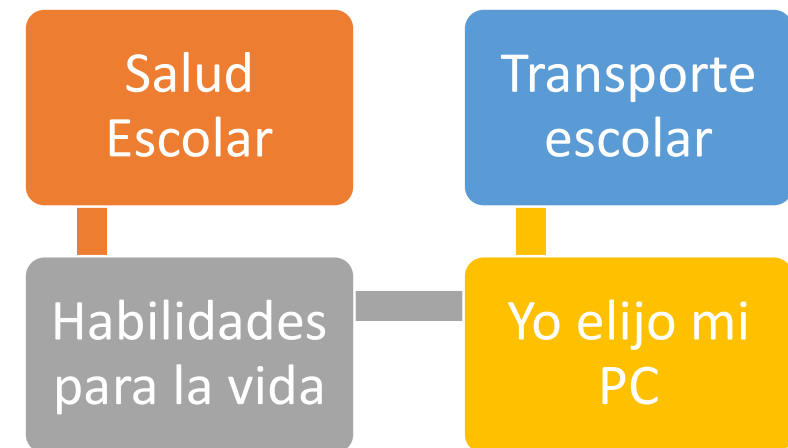 Salud
Escolar
Transporte
escolar
Habilidades
para la vida
Yo elijo mi
PC